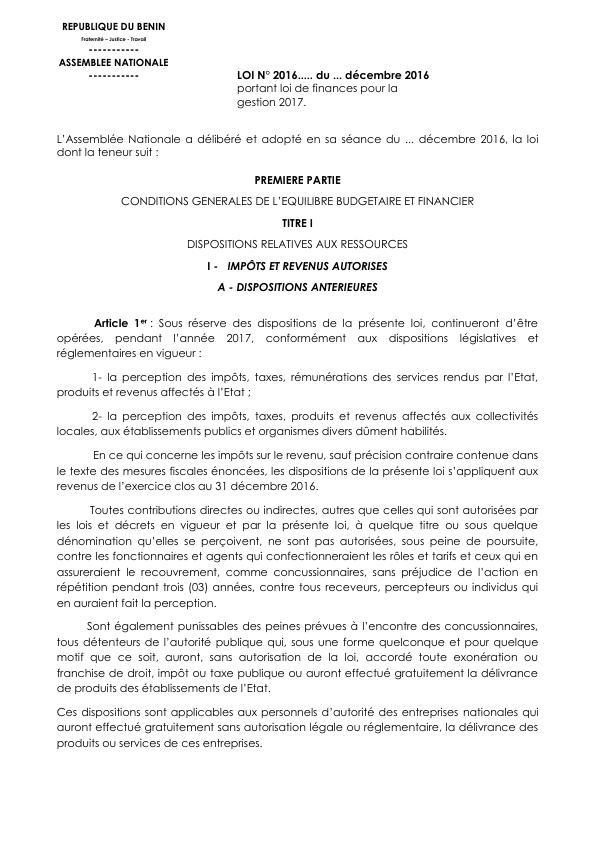 REPUBLIQUE DU BENIN
Fraternité – Justice - Travail
-----------
ASSEMBLEE NATIONALE
-----------
LOI N° 2016..... du ... décembre 2016
portant loi de finances pour la
gestion 2017.
L'Assemblée Nationale a délibéré et adopté en sa séance du ... décembre 2016, la loi
dont la teneur suit :
PREMIERE PARTIE
CONDITIONS GENERALES DE L'EQUILIBRE BUDGETAIRE ET FINANCIER
TITRE I
DISPOSITIONS RELATIVES AUX RESSOURCES
I - IMPÔTS ET REVENUS AUTORISES
A - DISPOSITIONS ANTERIEURES
Article 1er : Sous réserve des dispositions de la présente loi, continueront d'être
opérées, pendant l'année 2017, conformément aux dispositions législatives et
réglementaires en vigueur :
1- la perception des impôts, taxes, rémunérations des services rendus par l'Etat,
produits et revenus affectés à l'Etat ;
2- la perception des impôts, taxes, produits et revenus affectés aux collectivités
locales, aux établissements publics et organismes divers dûment habilités.
En ce qui concerne les impôts sur le revenu, sauf précision contraire contenue dans
le texte des mesures fiscales énoncées, les dispositions de la présente loi s'appliquent aux
revenus de l'exercice clos au 31 décembre 2016.
Toutes contributions directes ou indirectes, autres que celles qui sont autorisées par
les lois et décrets en vigueur et par la présente loi, à quelque titre ou sous quelque
dénomination qu'elles se perçoivent, ne sont pas autorisées, sous peine de poursuite,
contre les fonctionnaires et agents qui confectionneraient les rôles et tarifs et ceux qui en
assureraient le recouvrement, comme concussionnaires, sans préjudice de l'action en
répétition pendant trois (03) années, contre tous receveurs, percepteurs ou individus qui
en auraient fait la perception.
Sont également punissables des peines prévues à l'encontre des concussionnaires,
tous détenteurs de l'autorité publique qui, sous une forme quelconque et pour quelque
motif que ce soit, auront, sans autorisation de la loi, accordé toute exonération ou
franchise de droit, impôt ou taxe publique ou auront effectué gratuitement la délivrance
de produits des établissements de l'Etat.
Ces dispositions sont applicables aux personnels d'autorité des entreprises nationales qui
auront effectué gratuitement sans autorisation légale ou réglementaire, la délivrance des
produits ou services de ces entreprises.